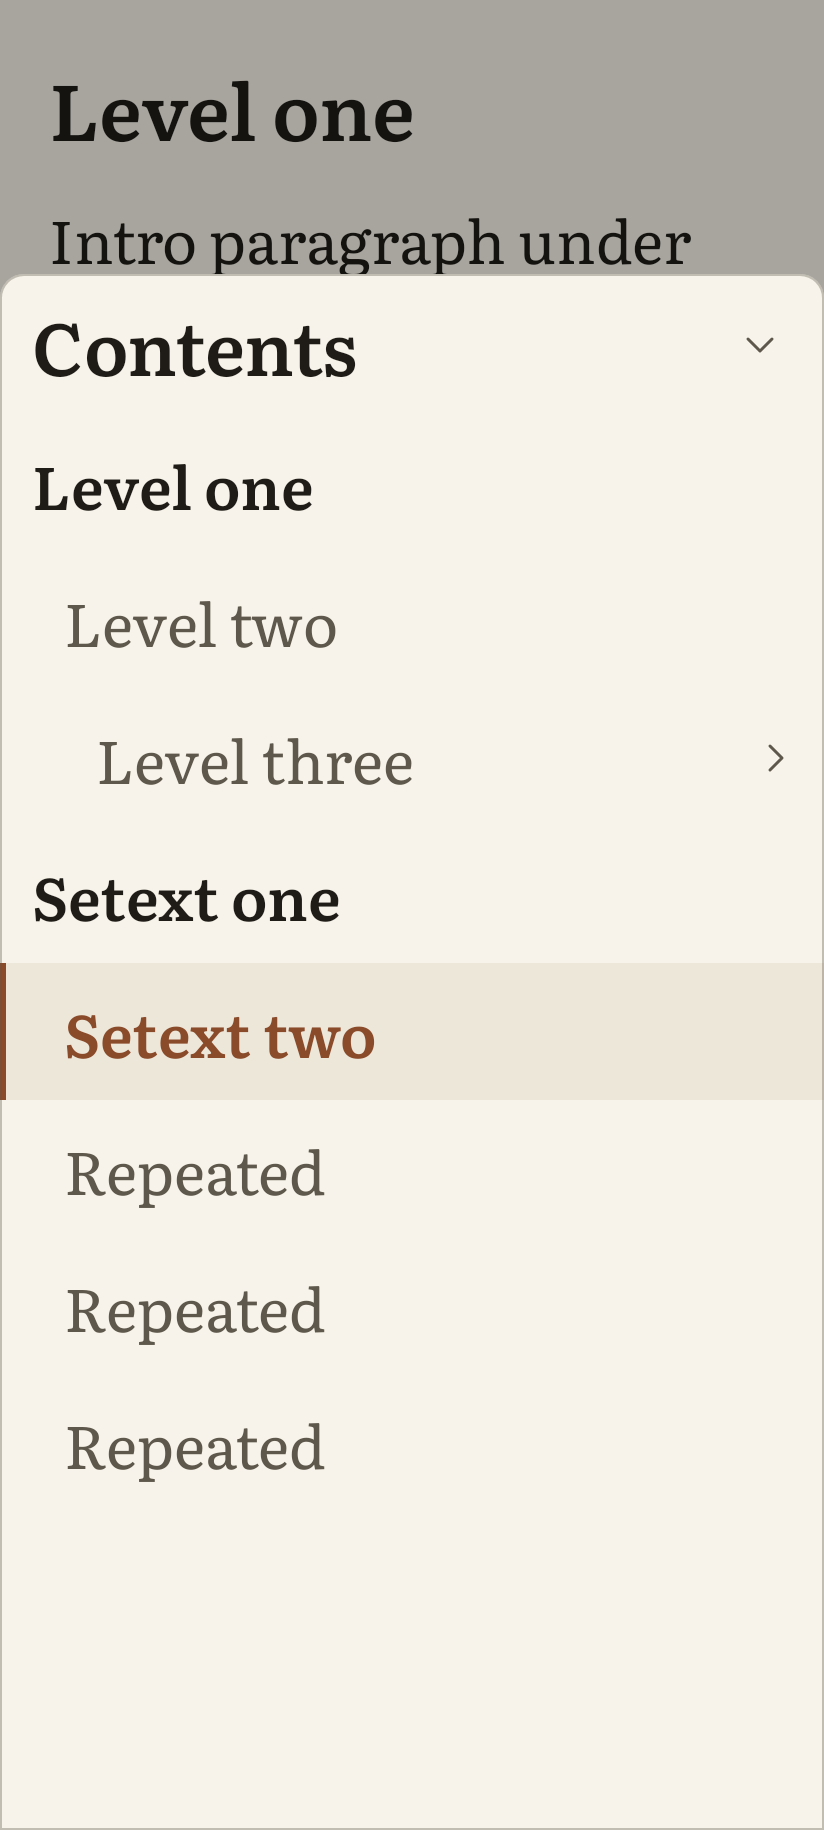 Level one
Intro paragraph under
Contents
Level one
Level two
Level three
Setext one
Setext two
Repeated
Repeated
Repeated